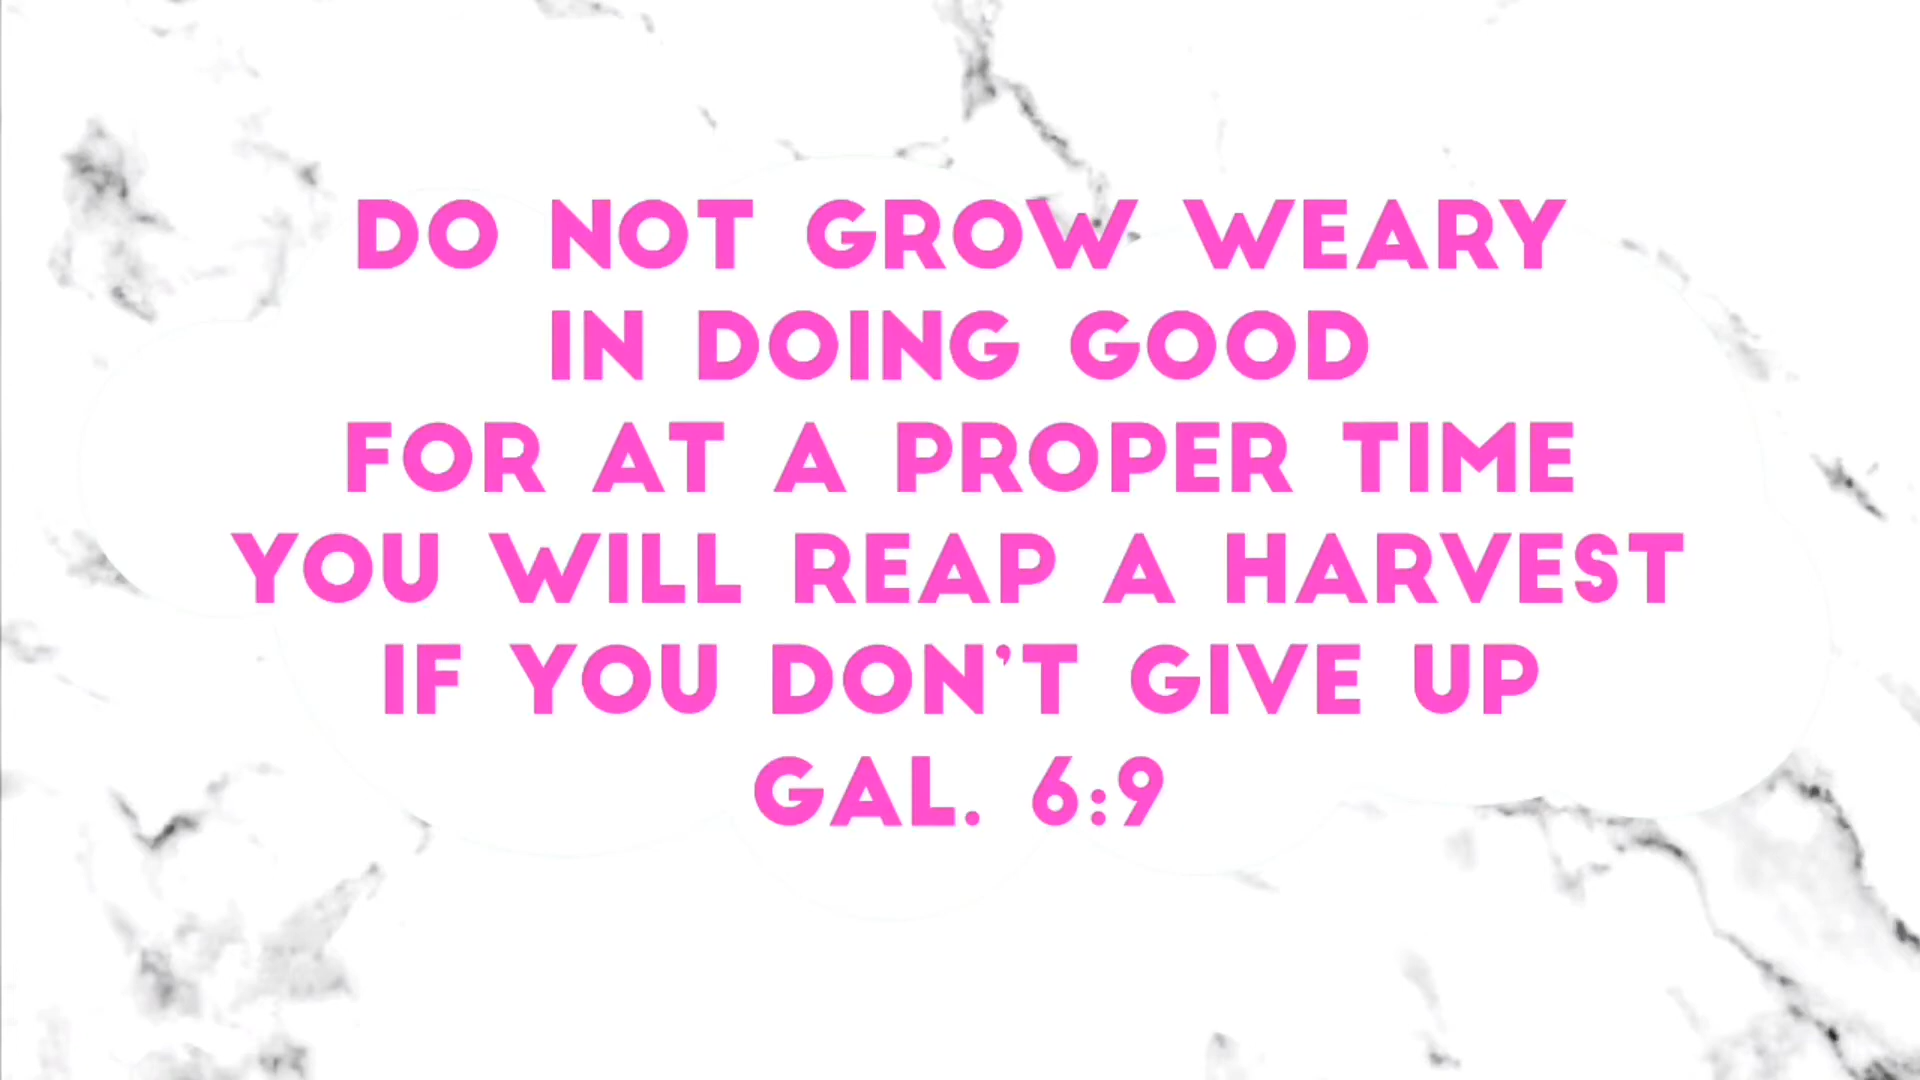 DO NOT GROW WEARY
IN DOING GOOD
FOR AT A PROPER TIME
YOU WILL REAP A HARVEST
IF YOU DON’T GIVE UP
GAL. 6:9